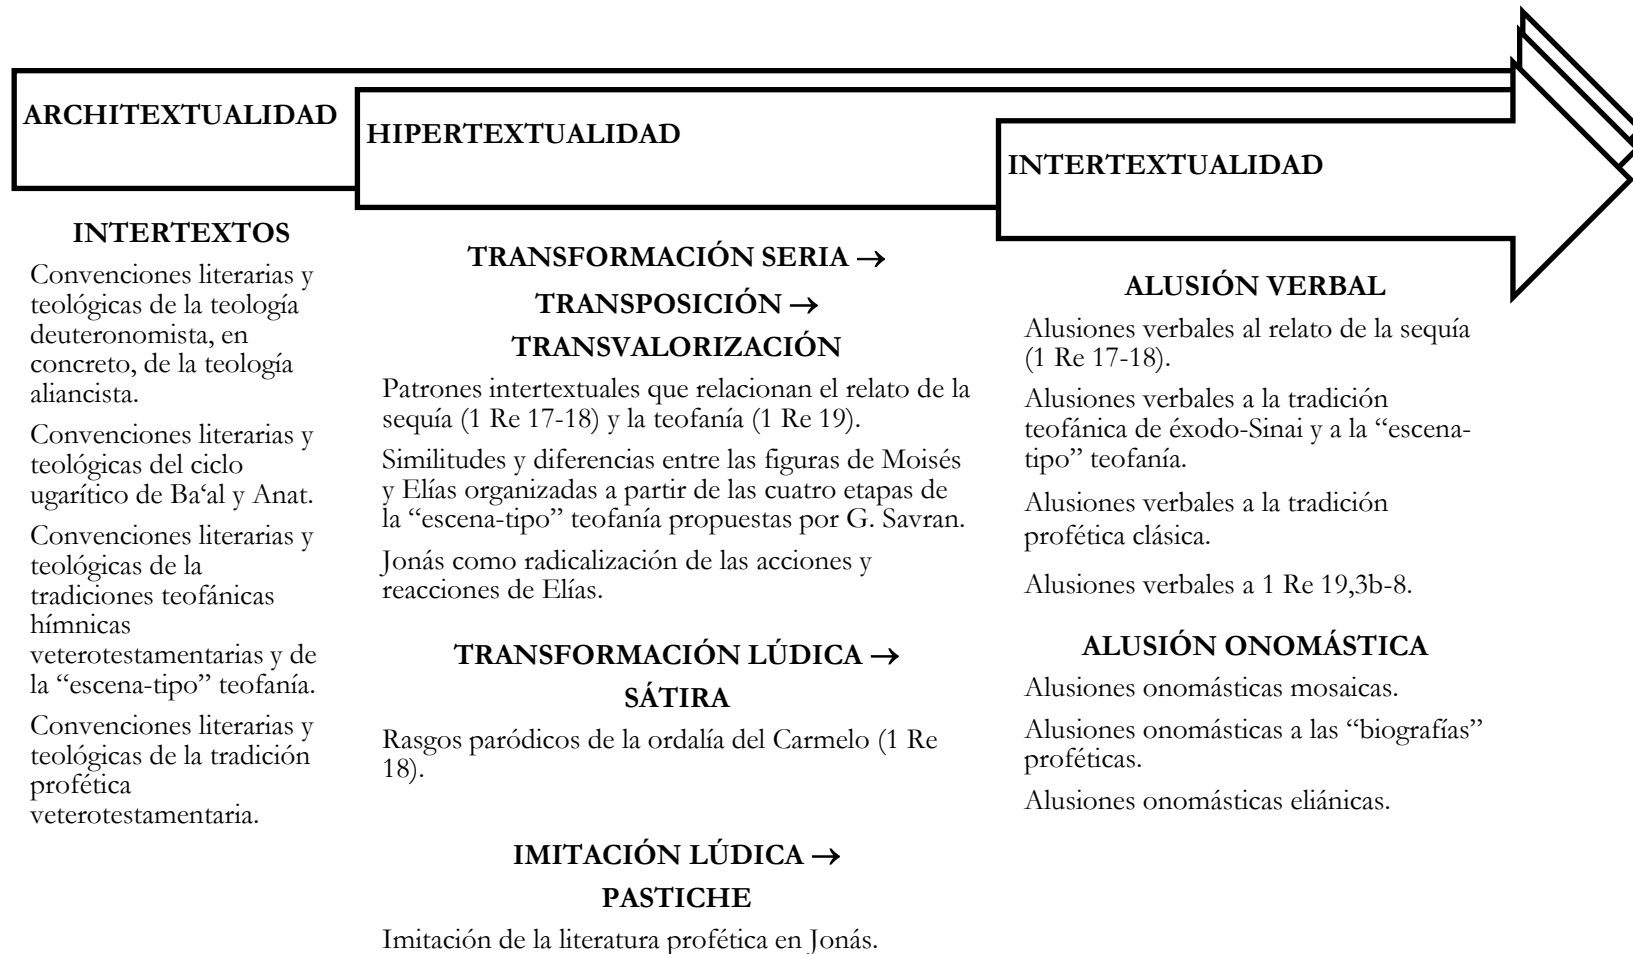 ARCHITEXTUALIDAD
HIPERTEXTUALIDAD
INTERTEXTUALIDAD
INTERTEXTOS
Convenciones literarias y
teológicas de la teología
deuteronomista, en
concreto, de la teología
aliancista.
Convenciones literarias y
teológicas del ciclo
ugarítico de Ba‘al y Anat.
Convenciones literarias y
teológicas de la
tradiciones teofánicas
hímnicas
veterotestamentarias y de
la “escena-tipo” teofanía.
Convenciones literarias y
teológicas de la tradición
profética
veterotestamentaria.
TRANSFORMACIÓN SERIA →
TRANSPOSICIÓN →
TRANSVALORIZACIÓN
Patrones intertextuales que relacionan el relato de la
sequía (1 Re 17-18) y la teofanía (1 Re 19).
Similitudes y diferencias entre las figuras de Moisés
y Elías organizadas a partir de las cuatro etapas de
la “escena-tipo” teofanía propuestas por G. Savran.
Jonás como radicalización de las acciones y
reacciones de Elías.
TRANSFORMACIÓN LÚDICA →
SÁTIRA
Rasgos paródicos de la ordalía del Carmelo (1 Re
18).
IMITACIÓN LÚDICA →
PASTICHE
Imitación de la literatura profética en Jonás.
ALUSIÓN VERBAL
Alusiones verbales al relato de la sequía
(1 Re 17-18).
Alusiones verbales a la tradición
teofánica de éxodo-Sinai y a la “escena-
tipo” teofanía.
Alusiones verbales a la tradición
profética clásica.
Alusiones verbales a 1 Re 19,3b-8.
ALUSIÓN ONOMÁSTICA
Alusiones onomásticas mosaicas.
Alusiones onomásticas a las “biografías”
proféticas.
Alusiones onomásticas eliánicas.